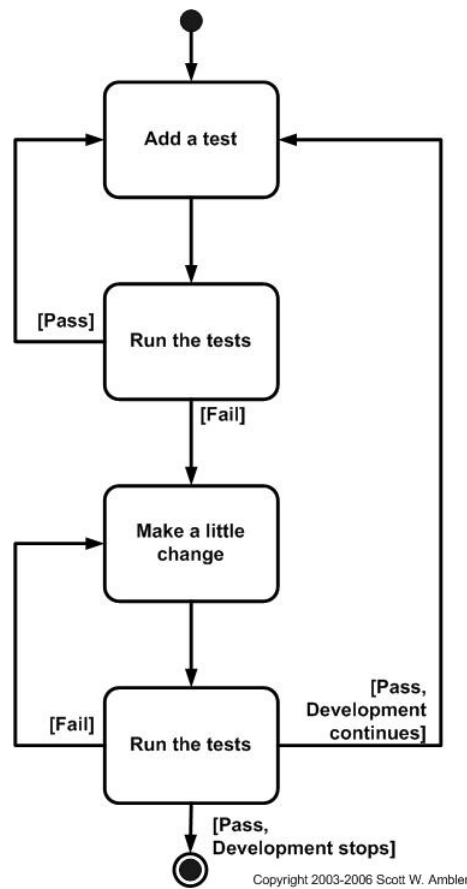 Add a test
[Pass]
Run the tests
[Fail]
Make a little
change
[Pass,
Development
continues]
[Fail]
Run the tests
[Pass,
Development stops]
Copyright 2003-2006 Scott W. Ambler